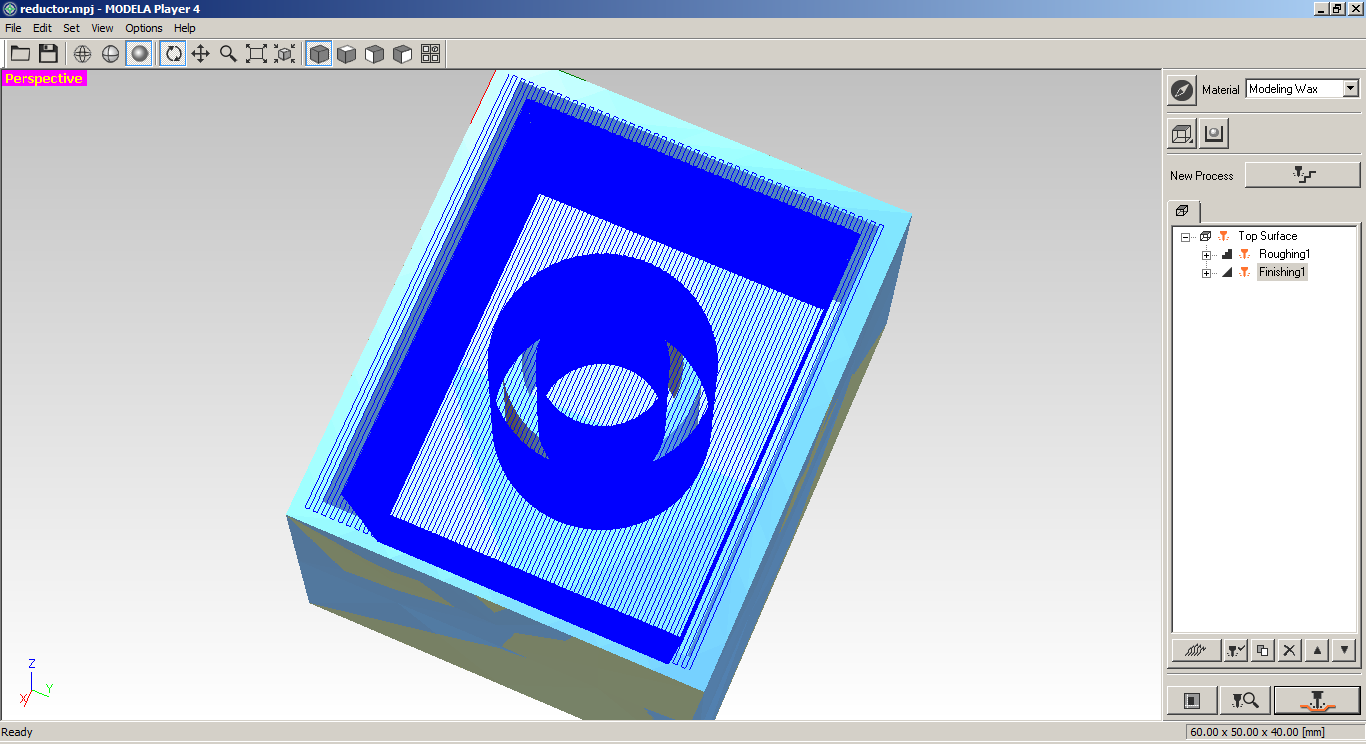 reductor.mpj - MODELA Player 4
File Edit Set View Options Help
Perspective
Material Modeling Wax
New Process
Top Surface
Roughing1
Finishing1
Z
Y
X
Ready
60.00 x 50.00 x 40.00 [mm]